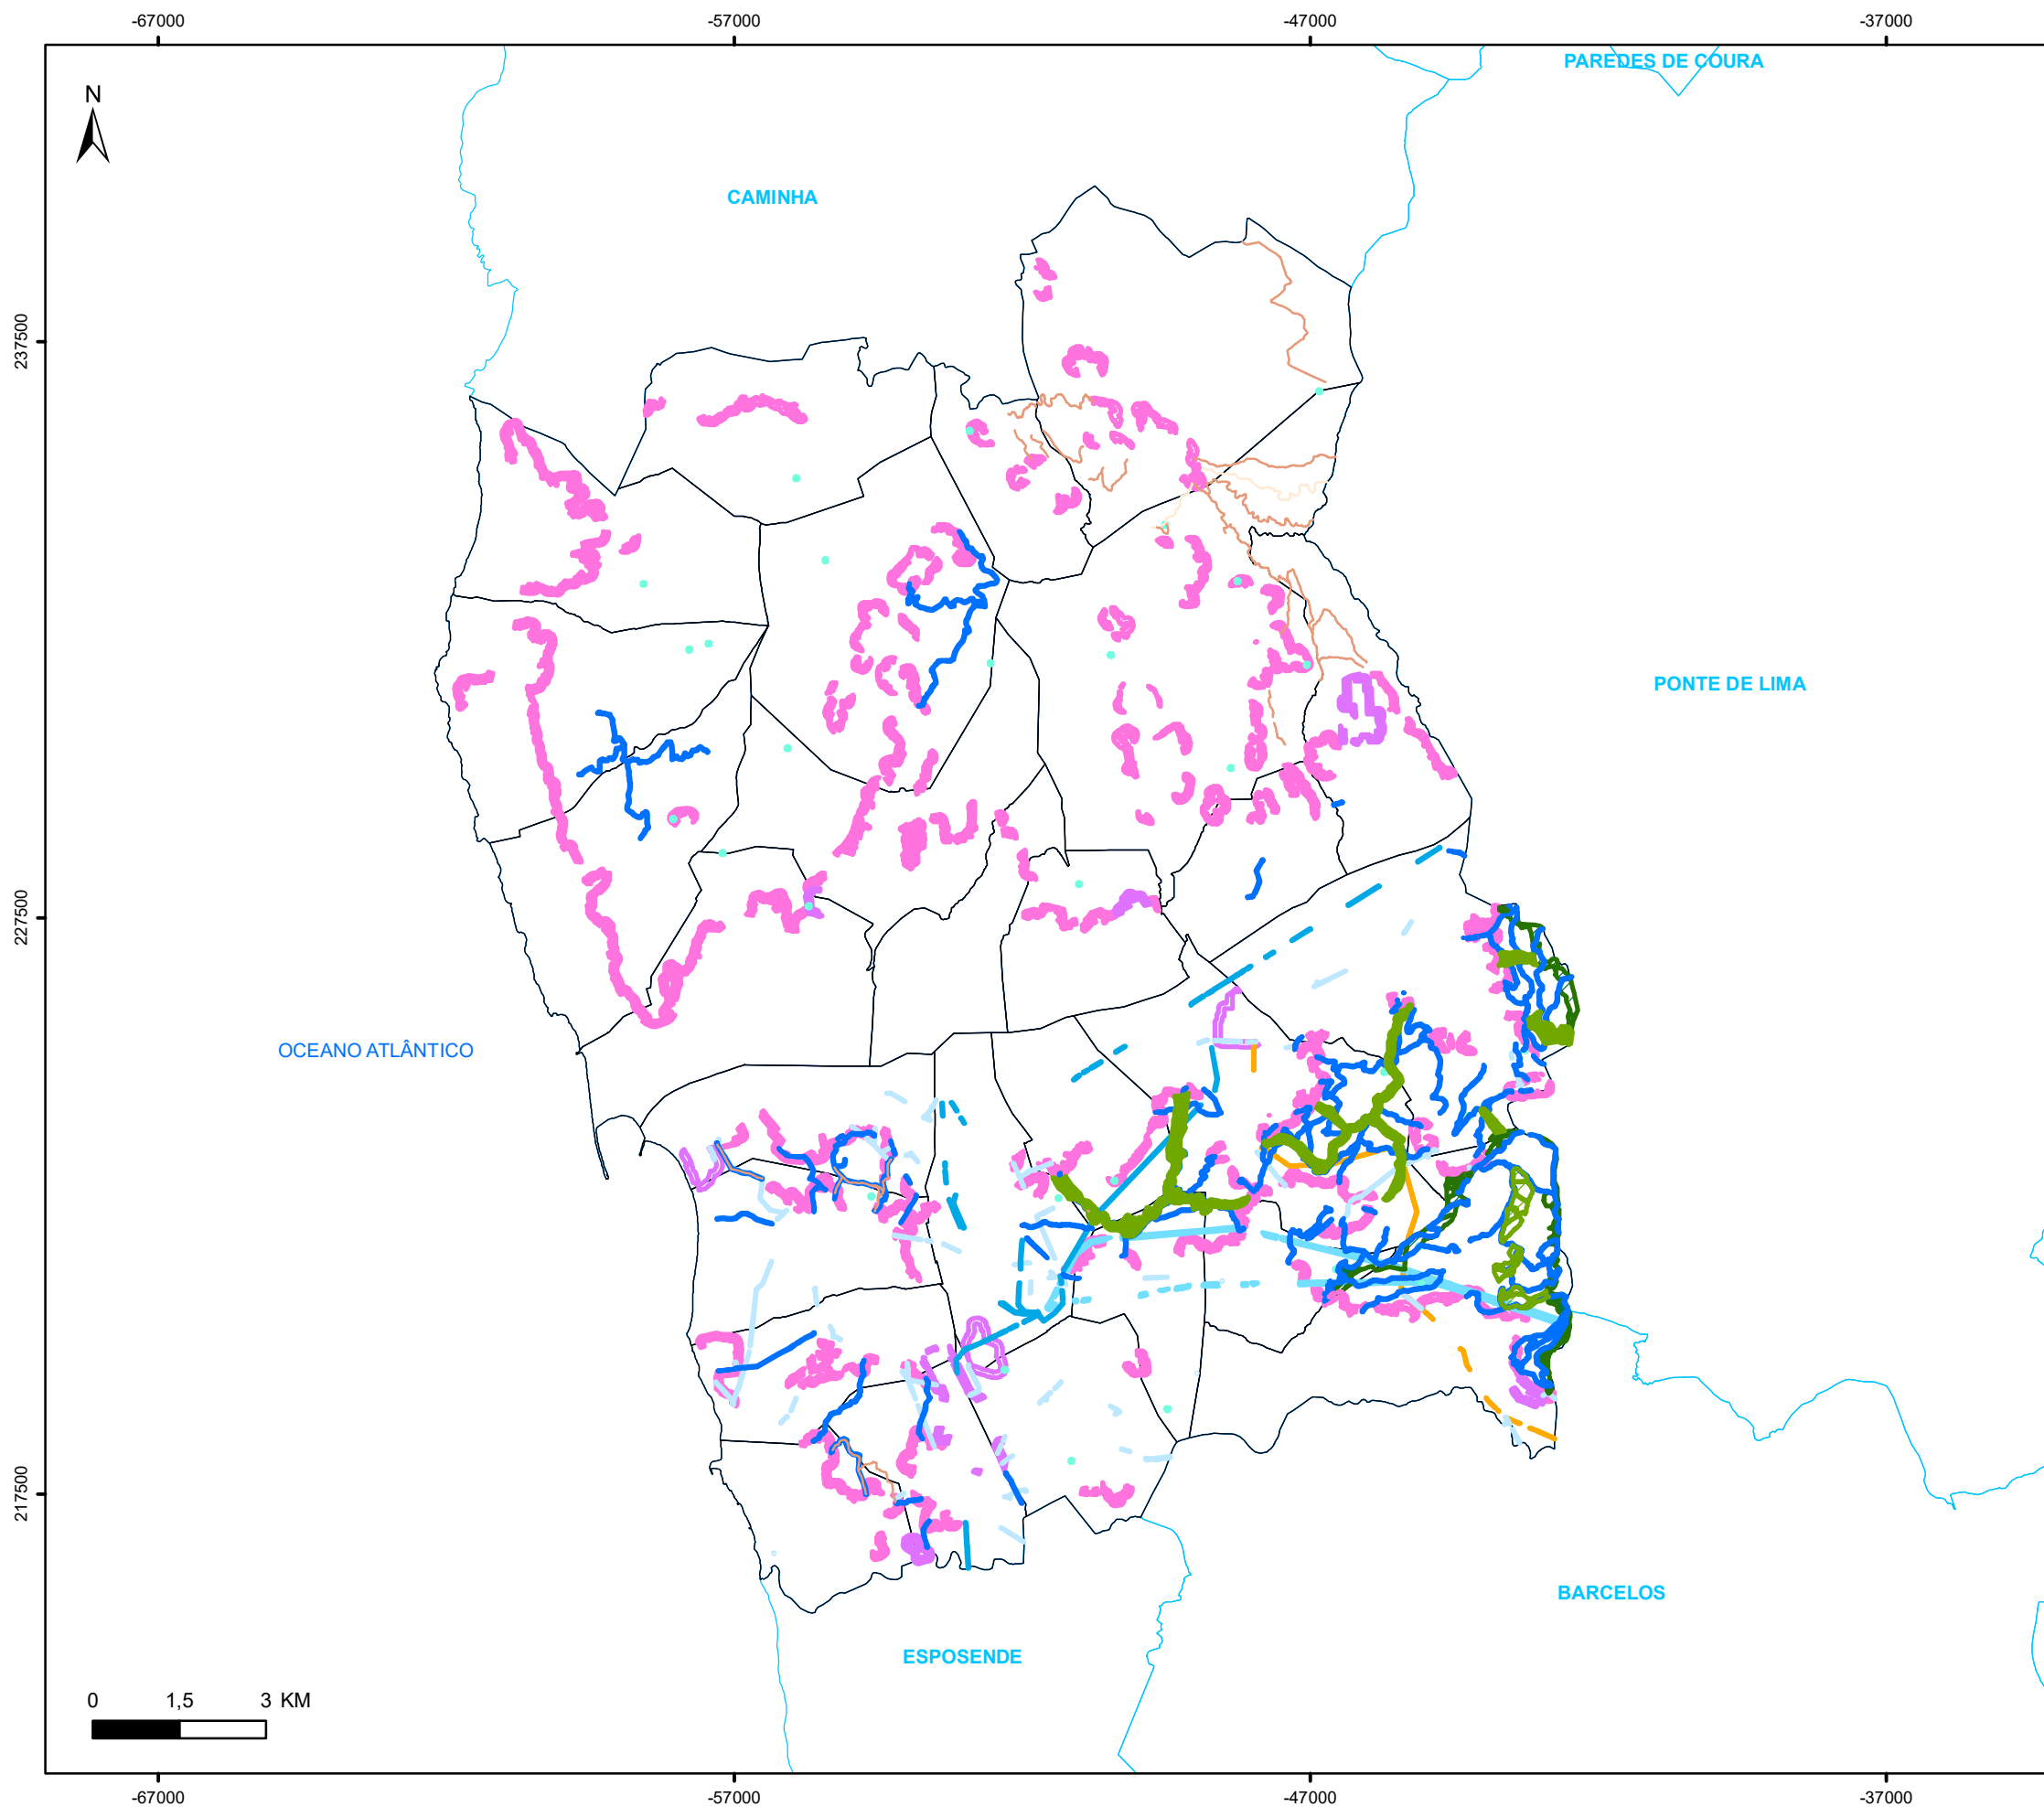 -67000 -57000 -47000 -37000
PAREDES DE COURA
N
CAMINHA
237500
PONTE DE LIMA
227500
OCEANO ATLÂNTICO
217500
BARCELOS
ESPOSENDE
0 1,5 3 KM
-67000 -57000 -47000 -37000